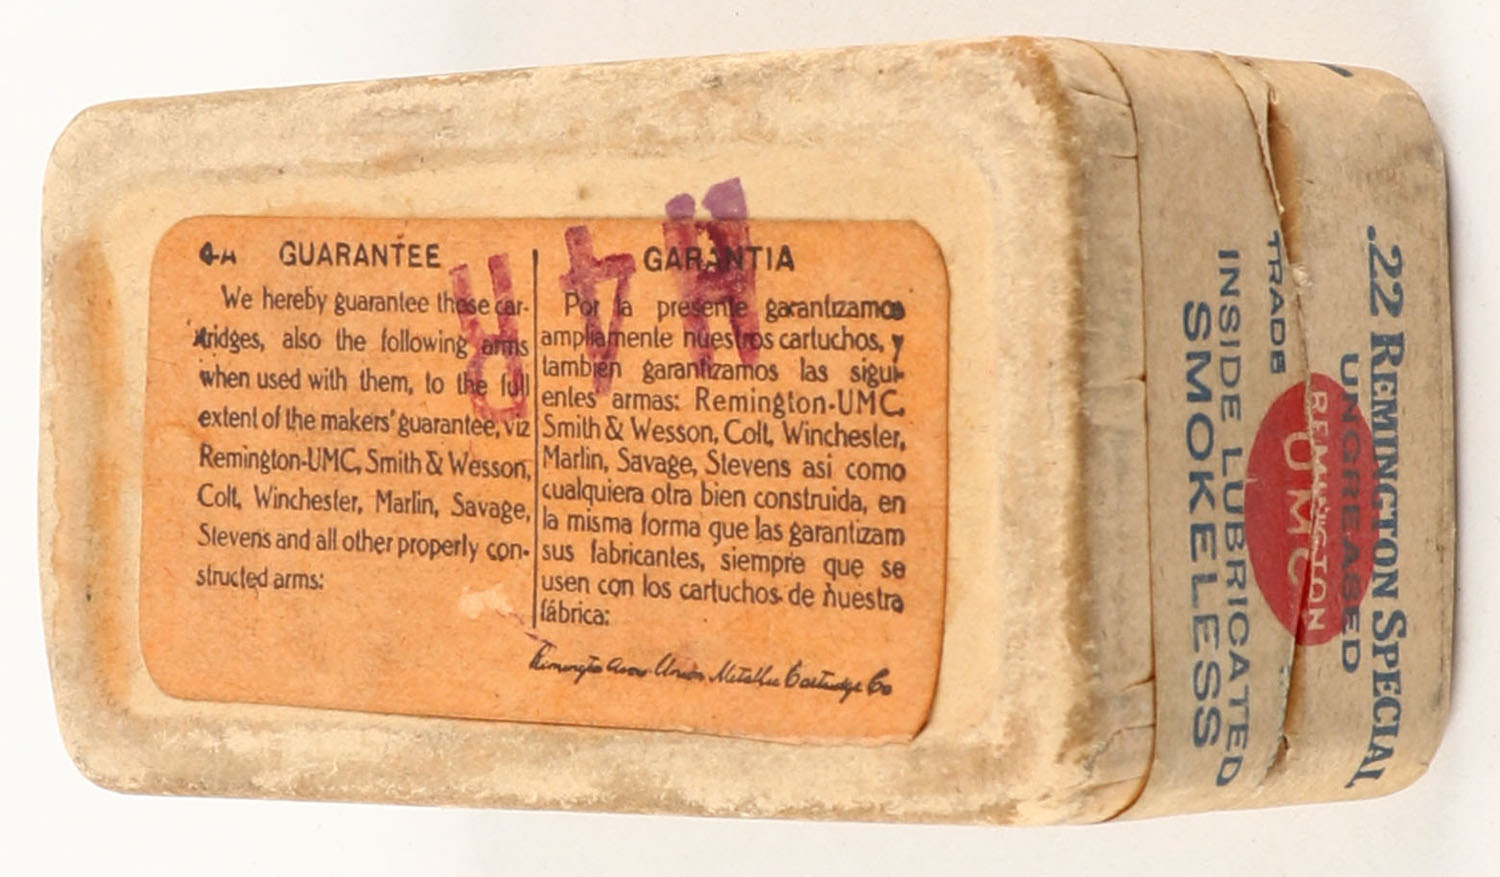 4-A GUARANTEE
We hereby guarantee these car-
tridges, also the following arms
when used with them, to the full
extent of the makers' guarantee, viz
Remington-UMC, Smith & Wesson,
Colt, Winchester, Marlin, Savage,
Stevens and all other properly con-
structed arms:
GARANTIA
Por la presente garantizamos
ampliamente nuestros cartuchos, y
también garantizamos las sigui-
entes armas: Remington-UMC,
Smith & Wesson, Colt, Winchester,
Marlin, Savage, Stevens asi como
cualquiera otra bien construida, en
la misma forma que las garantizam
sus fabricantes, siempre que se
usen con los cartuchos de nuestra
fábrica:
Remington Arms-Union Metallic Cartridge Co
H4
.22 REMINGTON SPECIAL
UNGREASED
REMINGTON
UMC
TRADE
INSIDE LUBRICATED
SMOKELESS